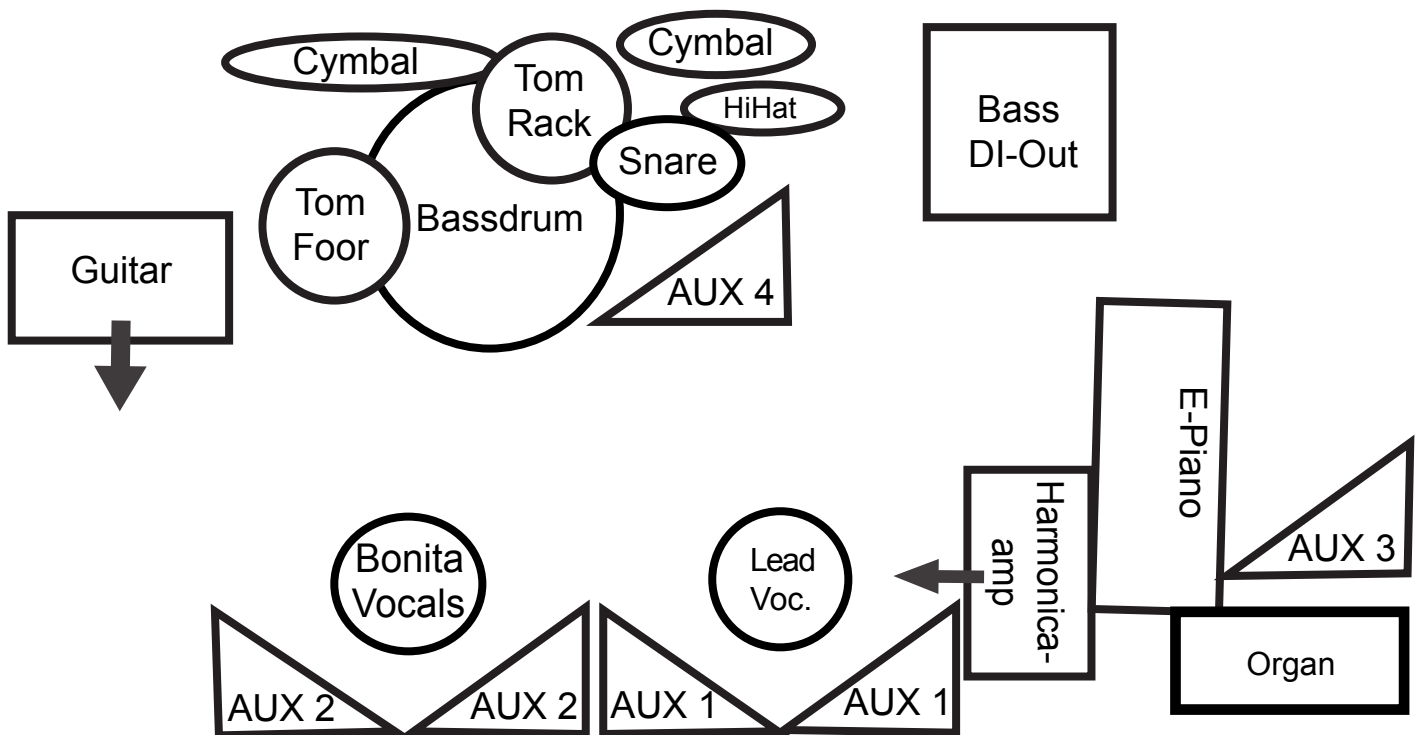 Cymbal
Cymbal
Tom
Rack
HiHat
Bass
DI-Out
Snare
Tom
Foor
Bassdrum
Guitar
AUX 4
E-Piano
Harmonica-
amp
AUX 3
Bonita
Vocals
Lead
Voc.
Organ
AUX 2
AUX 2
AUX 1
AUX 1